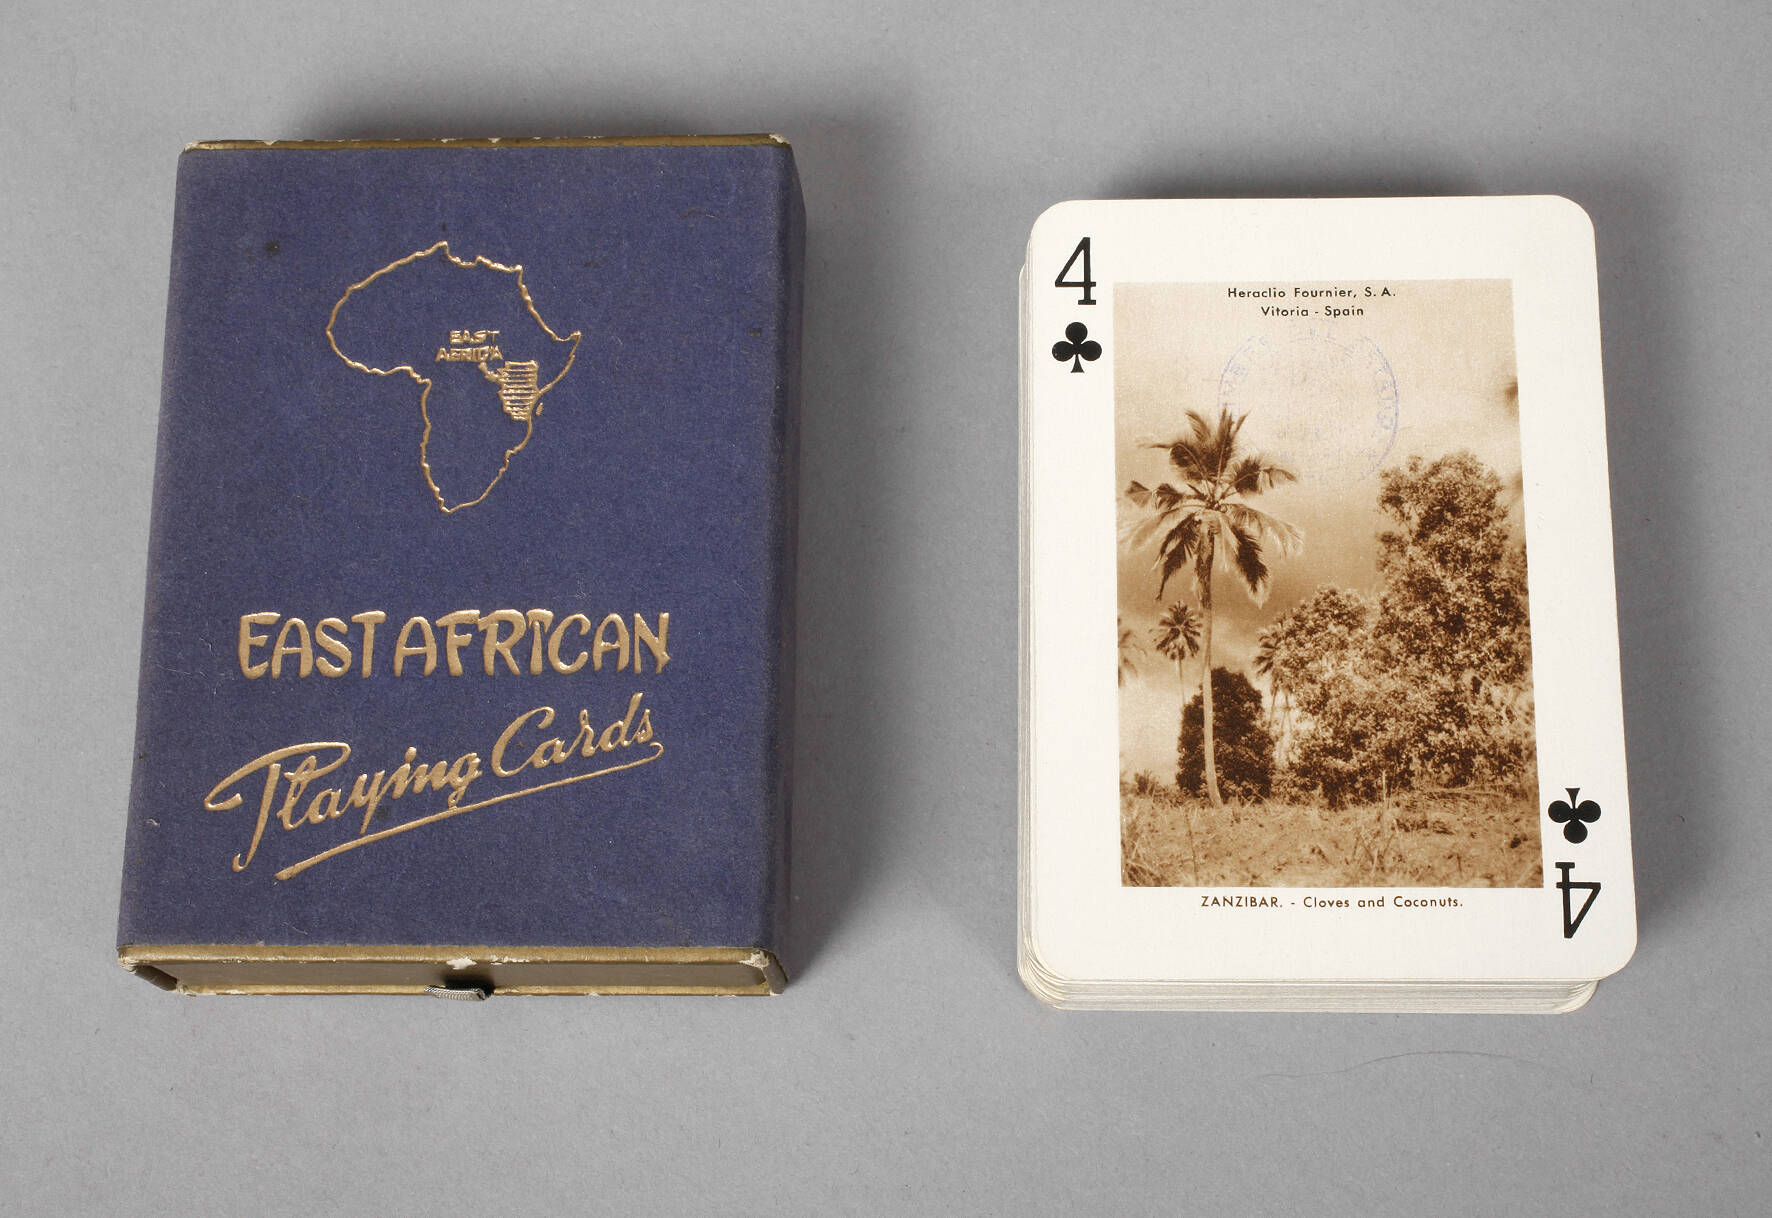 EAST
AFRICA
EAST AFRICAN
Playing Cards
4
Heraclio Fournier, S. A.
Vitoria - Spain
ZANZIBAR. - Cloves and Coconuts.
4